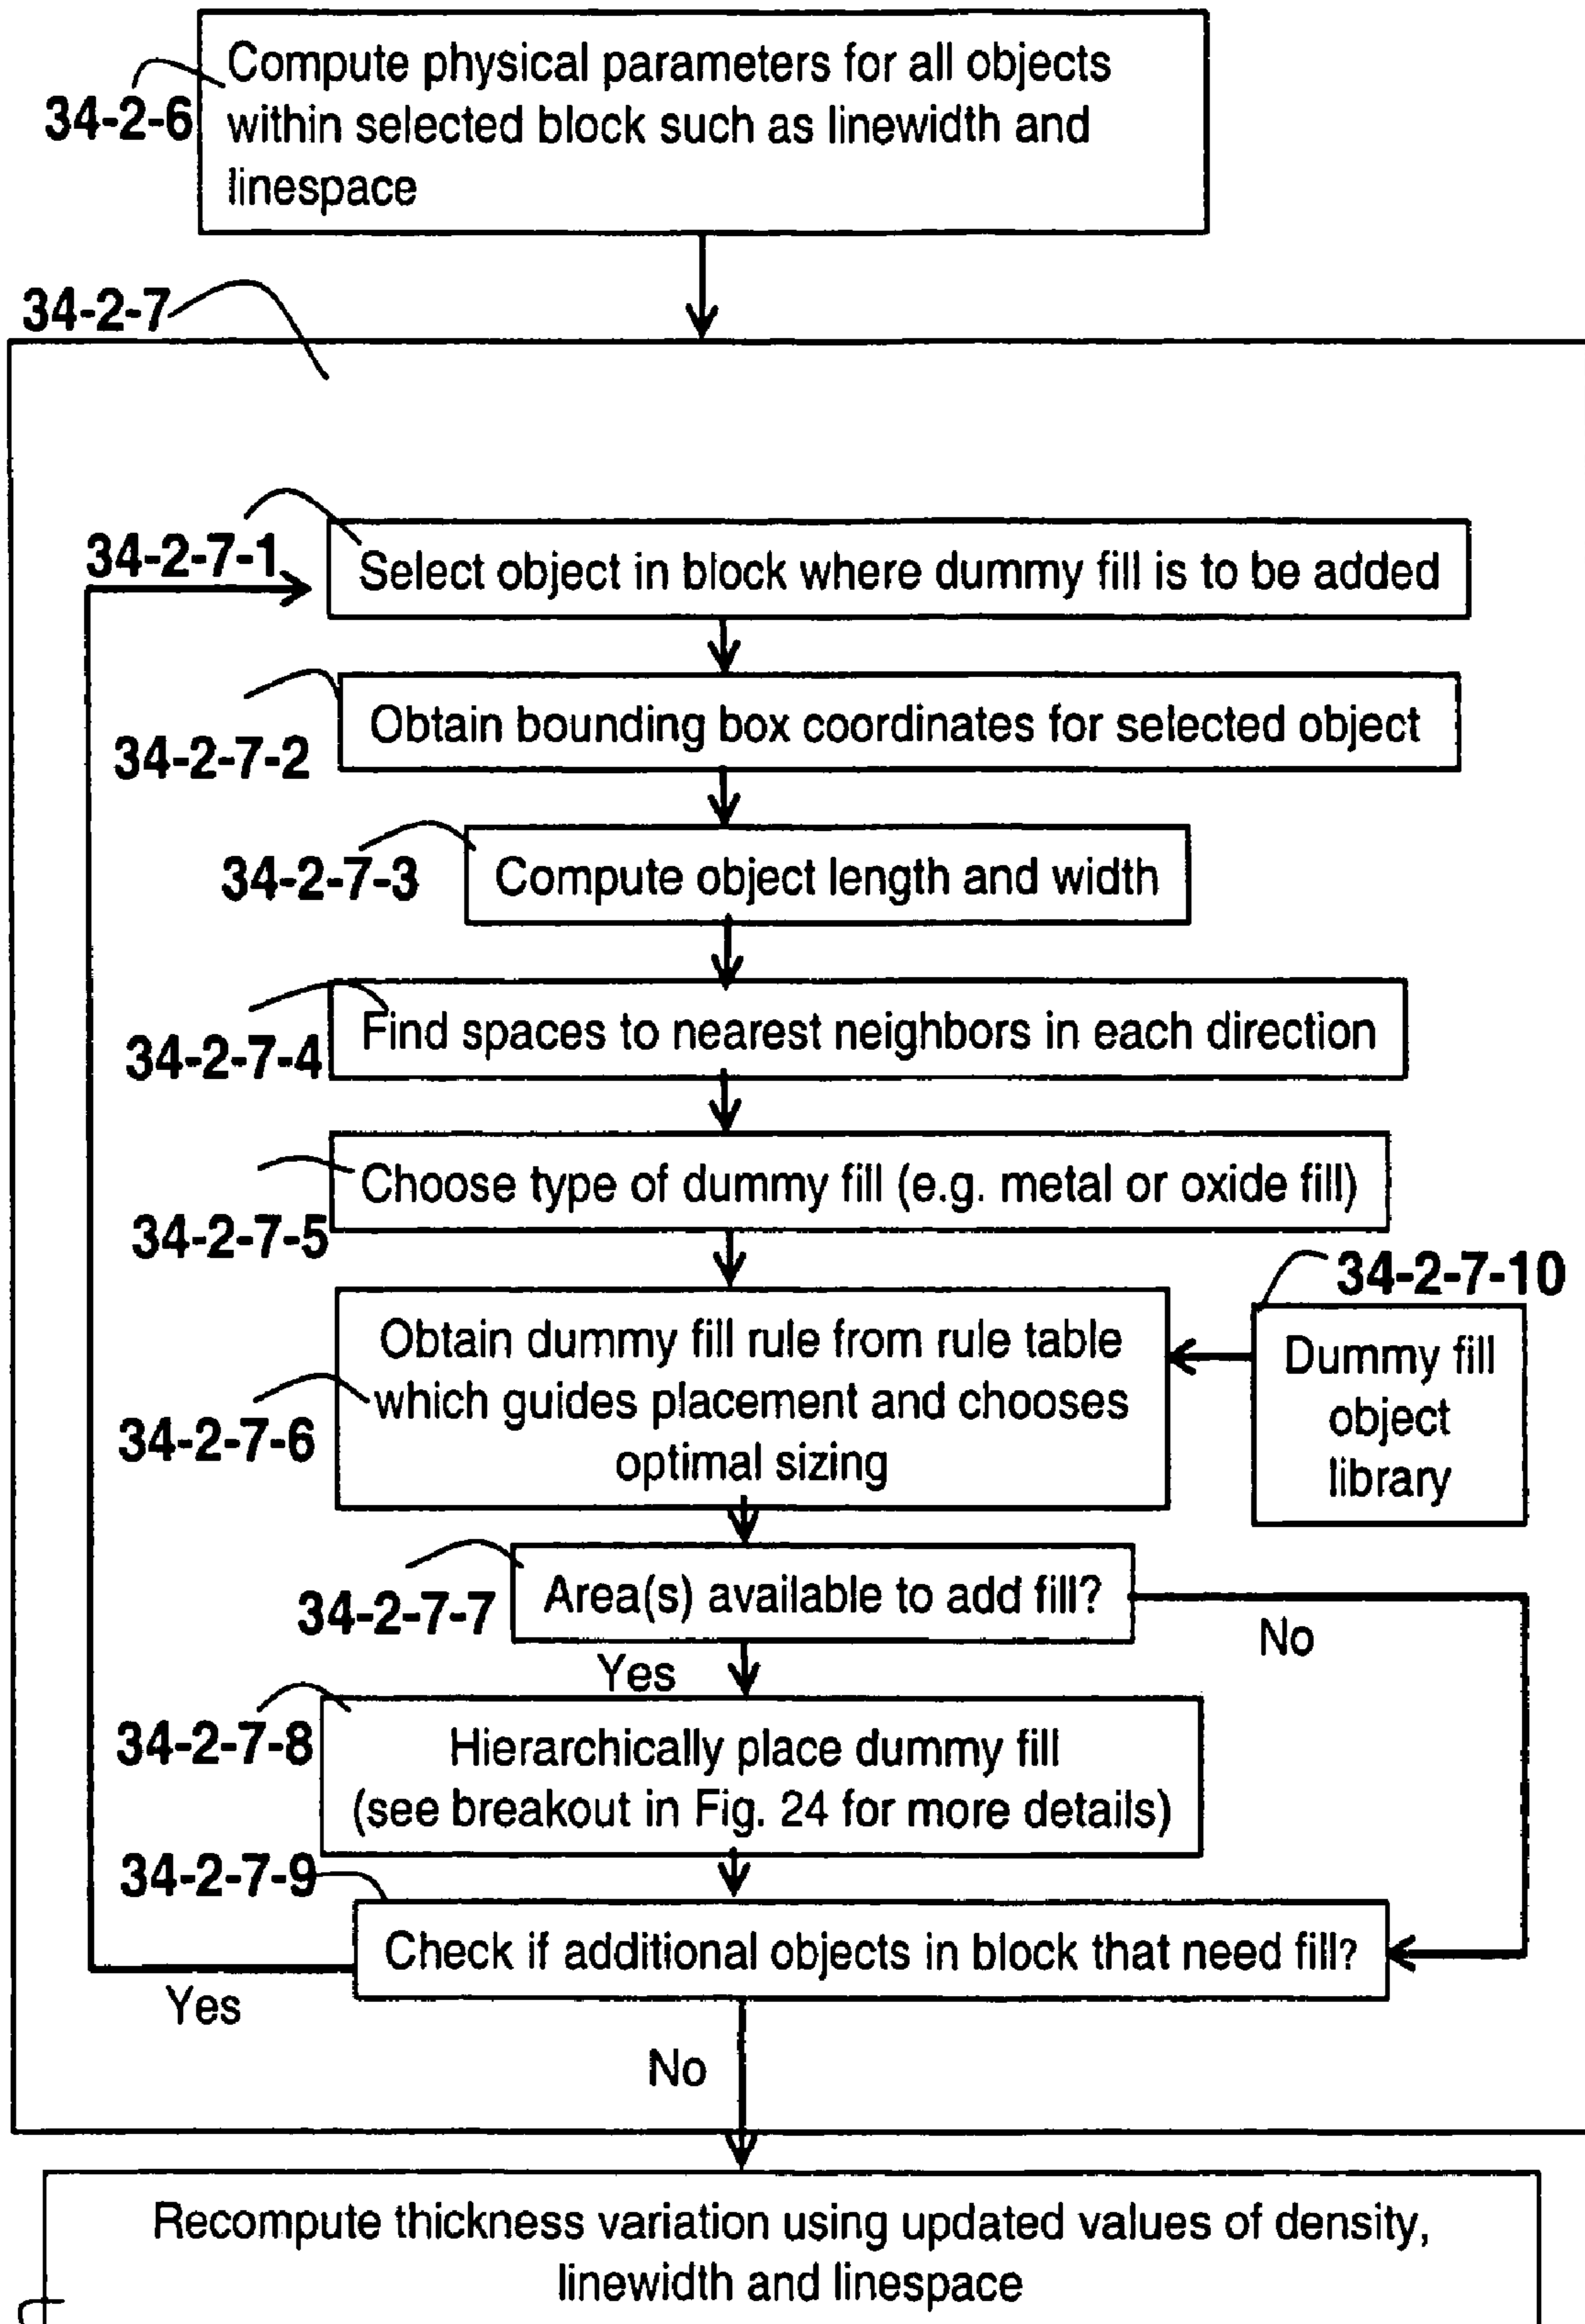 Compute physical parameters for all objects
34-2-6
within selected block such as linewidth and
linespace
34-2-7
34-2-7-1
Select object in block where dummy fill is to be added
Obtain bounding box coordinates for selected object
34-2-7-2
34-2-7-3
Compute object length and width
Find spaces to nearest neighbors in each direction
34-2-7-4
Choose type of dummy fill (e.g. metal or oxide fill)
34-2-7-5
34-2-7-10
Obtain dummy fill rule from rule table
which guides placement and chooses
optimal sizing
34-2-7-6
Dummy fill
object
library
34-2-7-7
Area(s) available to add fill?
No
Yes
34-2-7-8
Hierarchically place dummy fill
(see breakout in Fig. 24 for more details)
34-2-7-9
Check if additional objects in block that need fill?
Yes
No
Recompute thickness variation using updated values of density,
linewidth and linespace